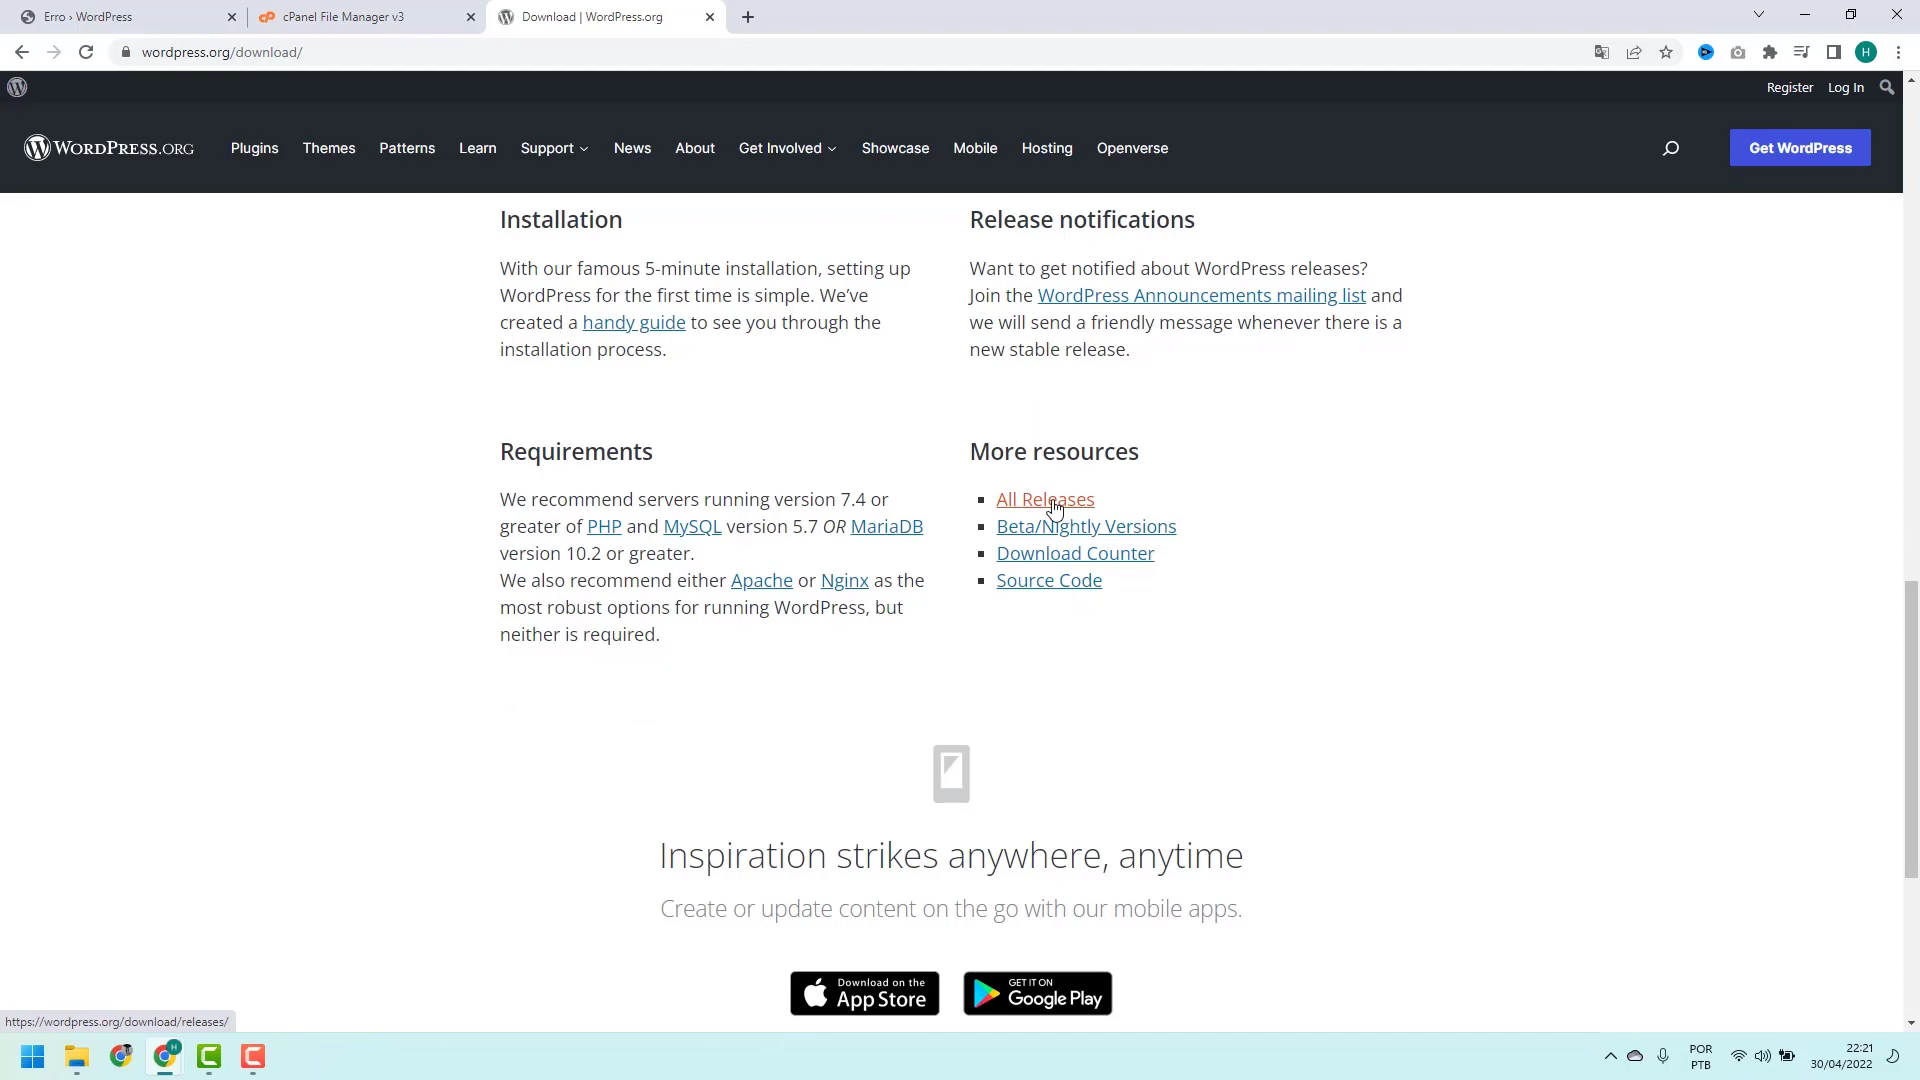 Erro › WordPress
cPanel File Manager v3
Download | WordPress.org
wordpress.org/download/
H
Register
Log In
WORDPRESS.ORG
Plugins
Themes
Patterns
Learn
Support
News
About
Get Involved
Showcase
Mobile
Hosting
Openverse
Get WordPress
Installation
With our famous 5-minute installation, setting up
WordPress for the first time is simple. We’ve
created a handy guide to see you through the
installation process.
Release notifications
Want to get notified about WordPress releases?
Join the WordPress Announcements mailing list and
we will send a friendly message whenever there is a
new stable release.
Requirements
We recommend servers running version 7.4 or
greater of PHP and MySQL version 5.7 OR MariaDB
version 10.2 or greater.
We also recommend either Apache or Nginx as the
most robust options for running WordPress, but
neither is required.
More resources
All Releases
Beta/Nightly Versions
Download Counter
Source Code
Inspiration strikes anywhere, anytime
Create or update content on the go with our mobile apps.
Download on the
App Store
GET IT ON
Google Play
https://wordpress.org/download/releases/
H
POR
PTB
22:21
30/04/2022